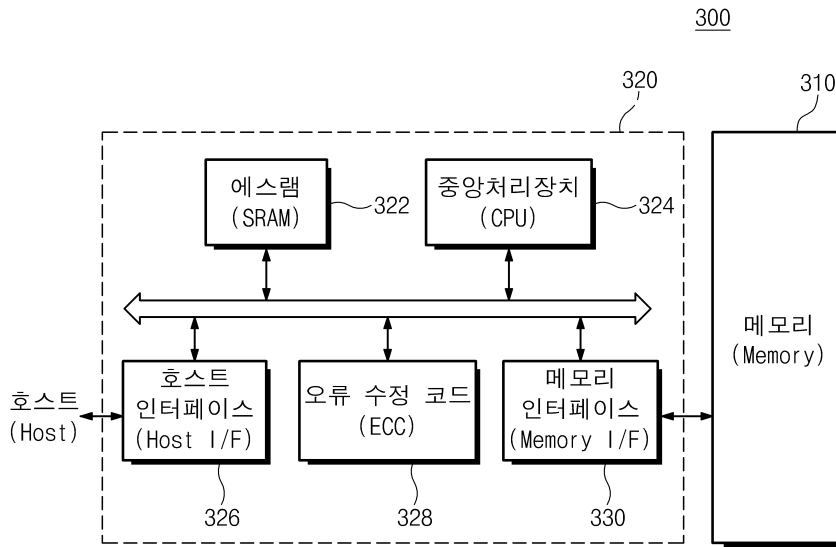 300
320
310
에스램
(SRAM)
322
중앙처리장치
(CPU)
324
메모리
(Memory)
호스트
(Host)
호스트
인터페이스
(Host I/F)
326
오류 수정 코드
(ECC)
328
메모리
인터페이스
(Memory I/F)
330